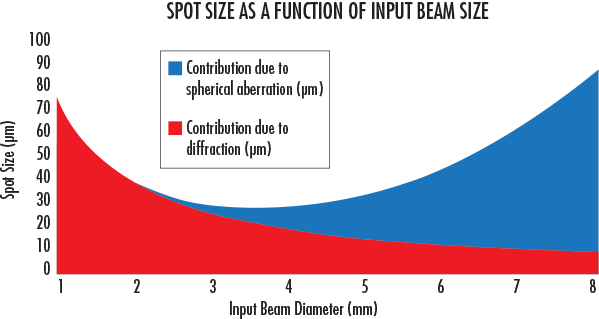 SPOT SIZE AS A FUNCTION OF INPUT BEAM SIZE
100
90
80
70
60
50
40
30
20
10
0
Spot Size (µm)
Contribution due to
spherical aberration (µm)
Contribution due to
diffraction (µm)
1 2 3 4 5 6 7 8
Input Beam Diameter (mm)